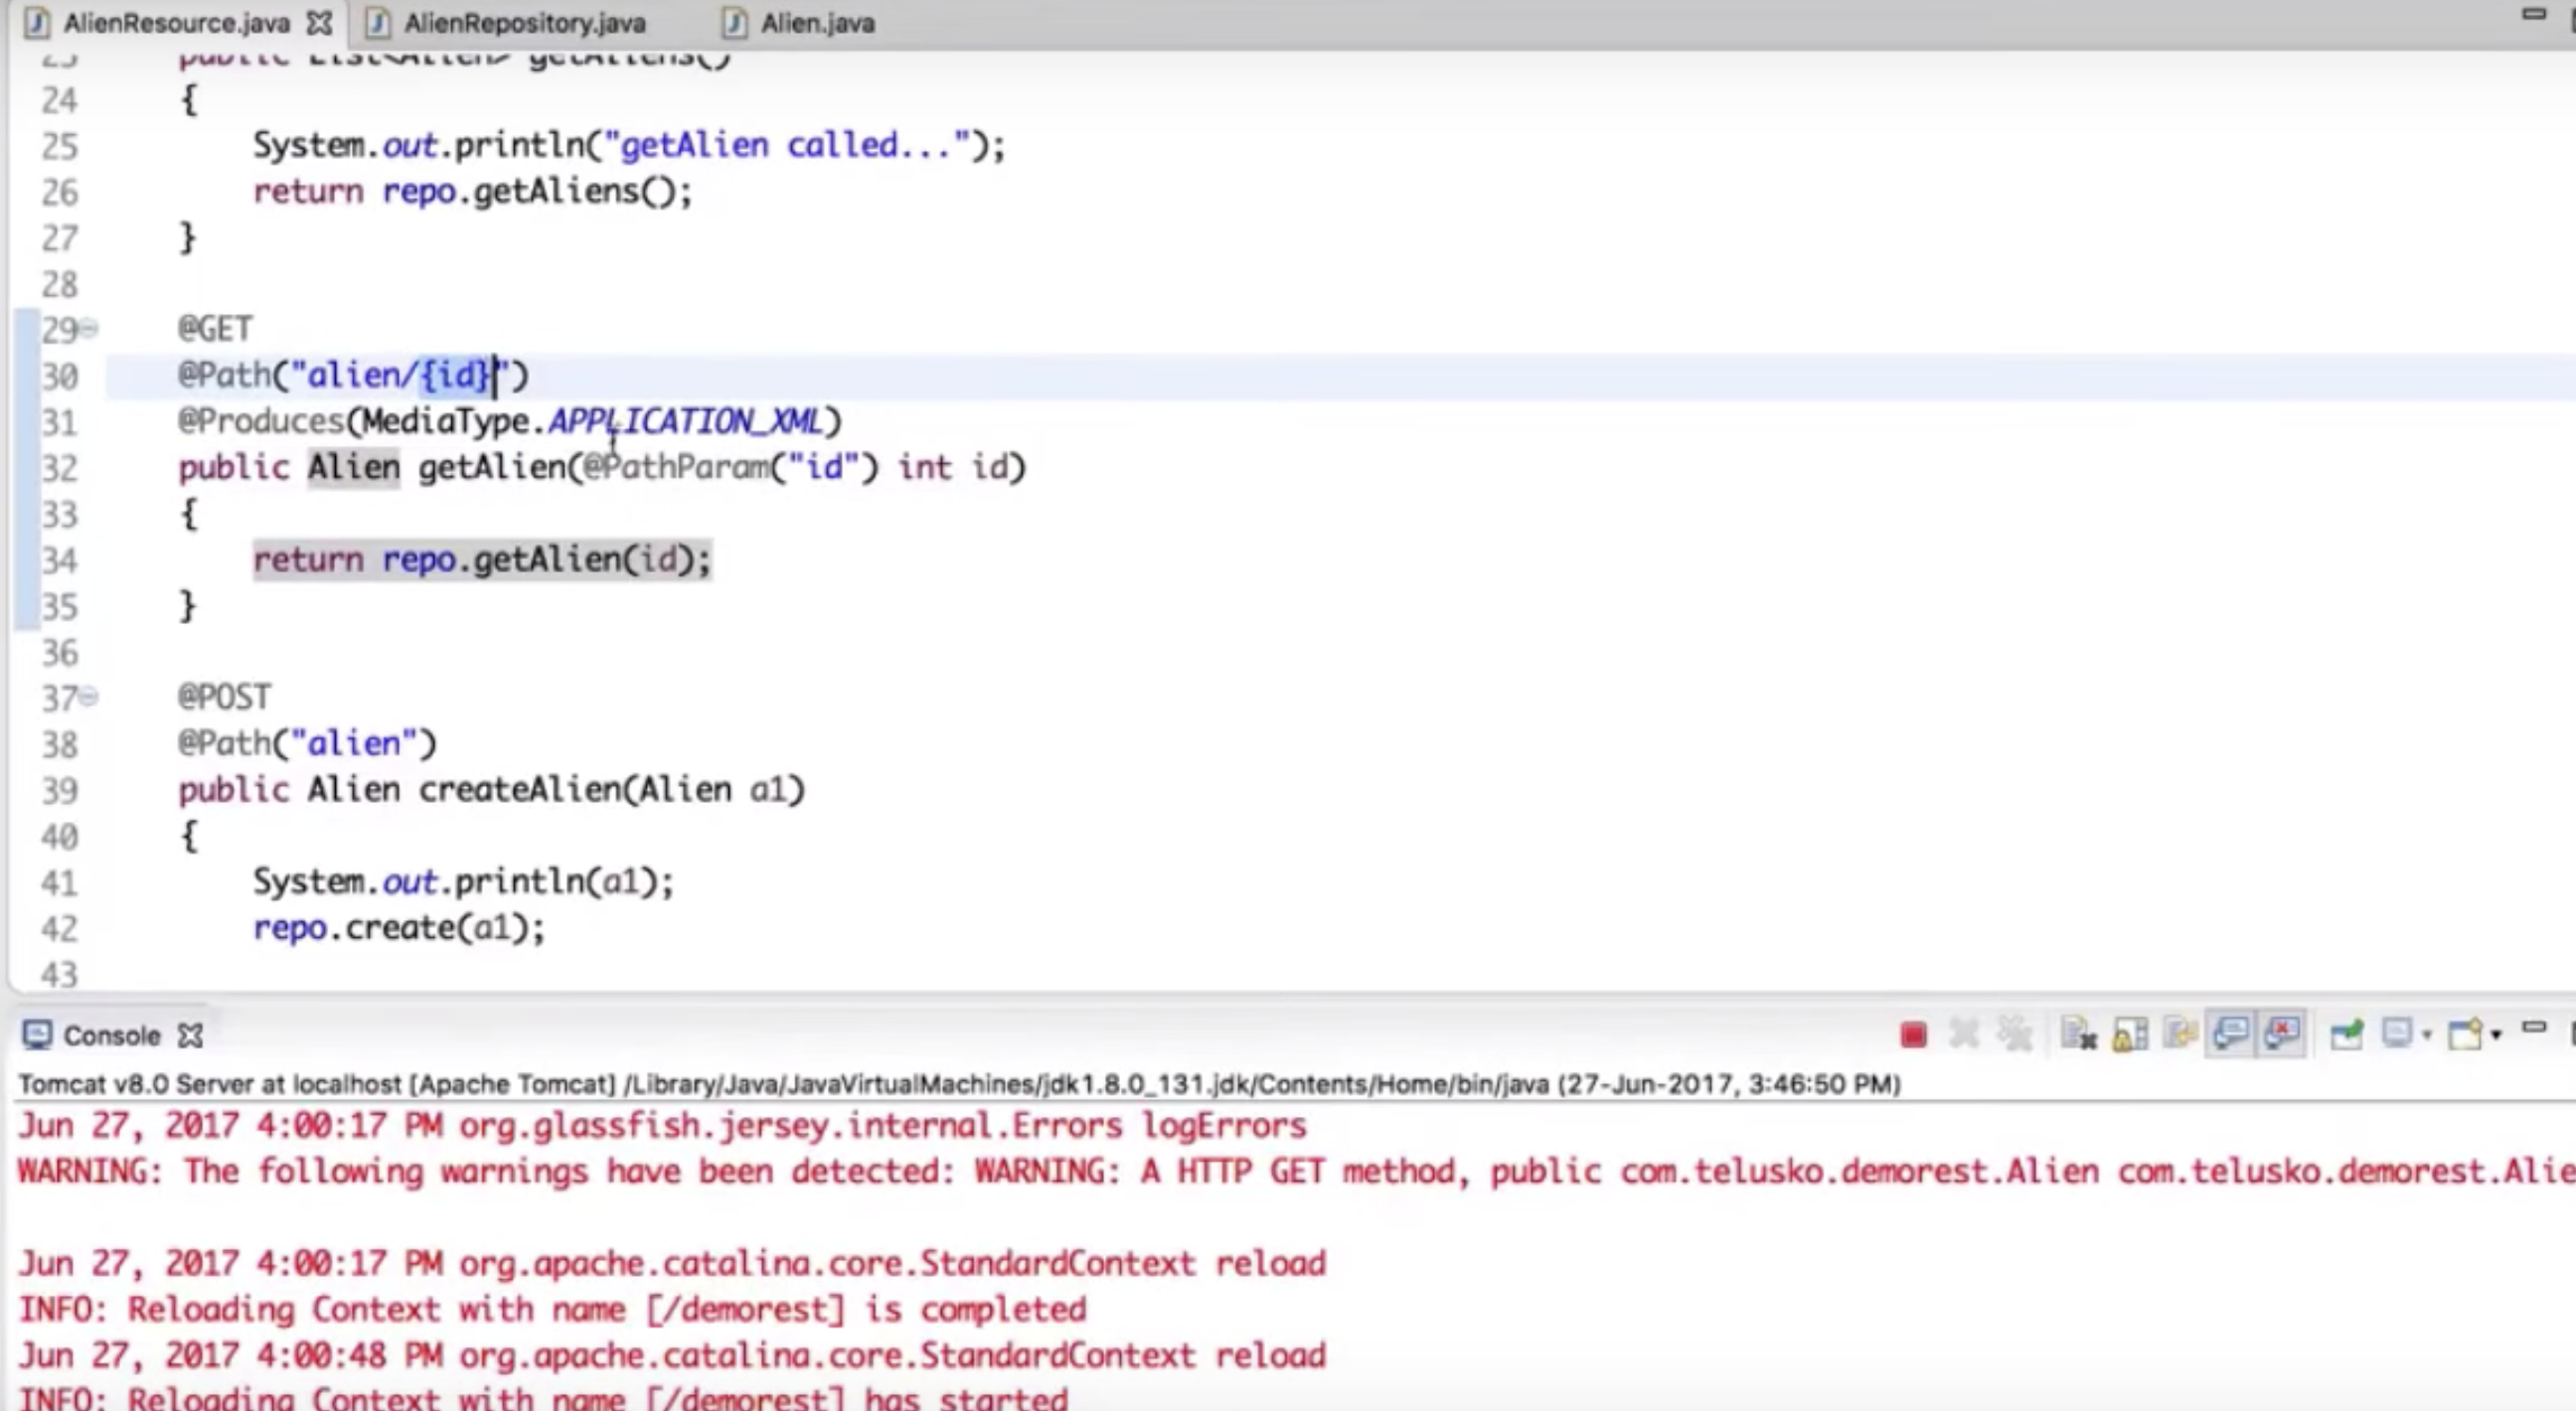 AlienResource.java AlienRepository.java Alien.java
23 public List<Alien> getAliens()
24 {
25 System.out.println("getAlien called...");
26 return repo.getAliens();
27 }
28
29 @GET
30 @Path("alien/{id}")
31 @Produces(MediaType.APPLICATION_XML)
32 public Alien getAlien(@PathParam("id") int id)
33 {
34 return repo.getAlien(id);
35 }
36
37 @POST
38 @Path("alien")
39 public Alien createAlien(Alien a1)
40 {
41 System.out.println(a1);
42 repo.create(a1);
43
Console
Tomcat v8.0 Server at localhost [Apache Tomcat] /Library/Java/JavaVirtualMachines/jdk1.8.0_131.jdk/Contents/Home/bin/java (27-Jun-2017, 3:46:50 PM)
Jun 27, 2017 4:00:17 PM org.glassfish.jersey.internal.Errors logErrors
WARNING: The following warnings have been detected: WARNING: A HTTP GET method, public com.telusko.demorest.Alien com.telusko.demorest.Alie
Jun 27, 2017 4:00:17 PM org.apache.catalina.core.StandardContext reload
INFO: Reloading Context with name [/demorest] is completed
Jun 27, 2017 4:00:48 PM org.apache.catalina.core.StandardContext reload
INFO: Reloading Context with name [/demorest] has started